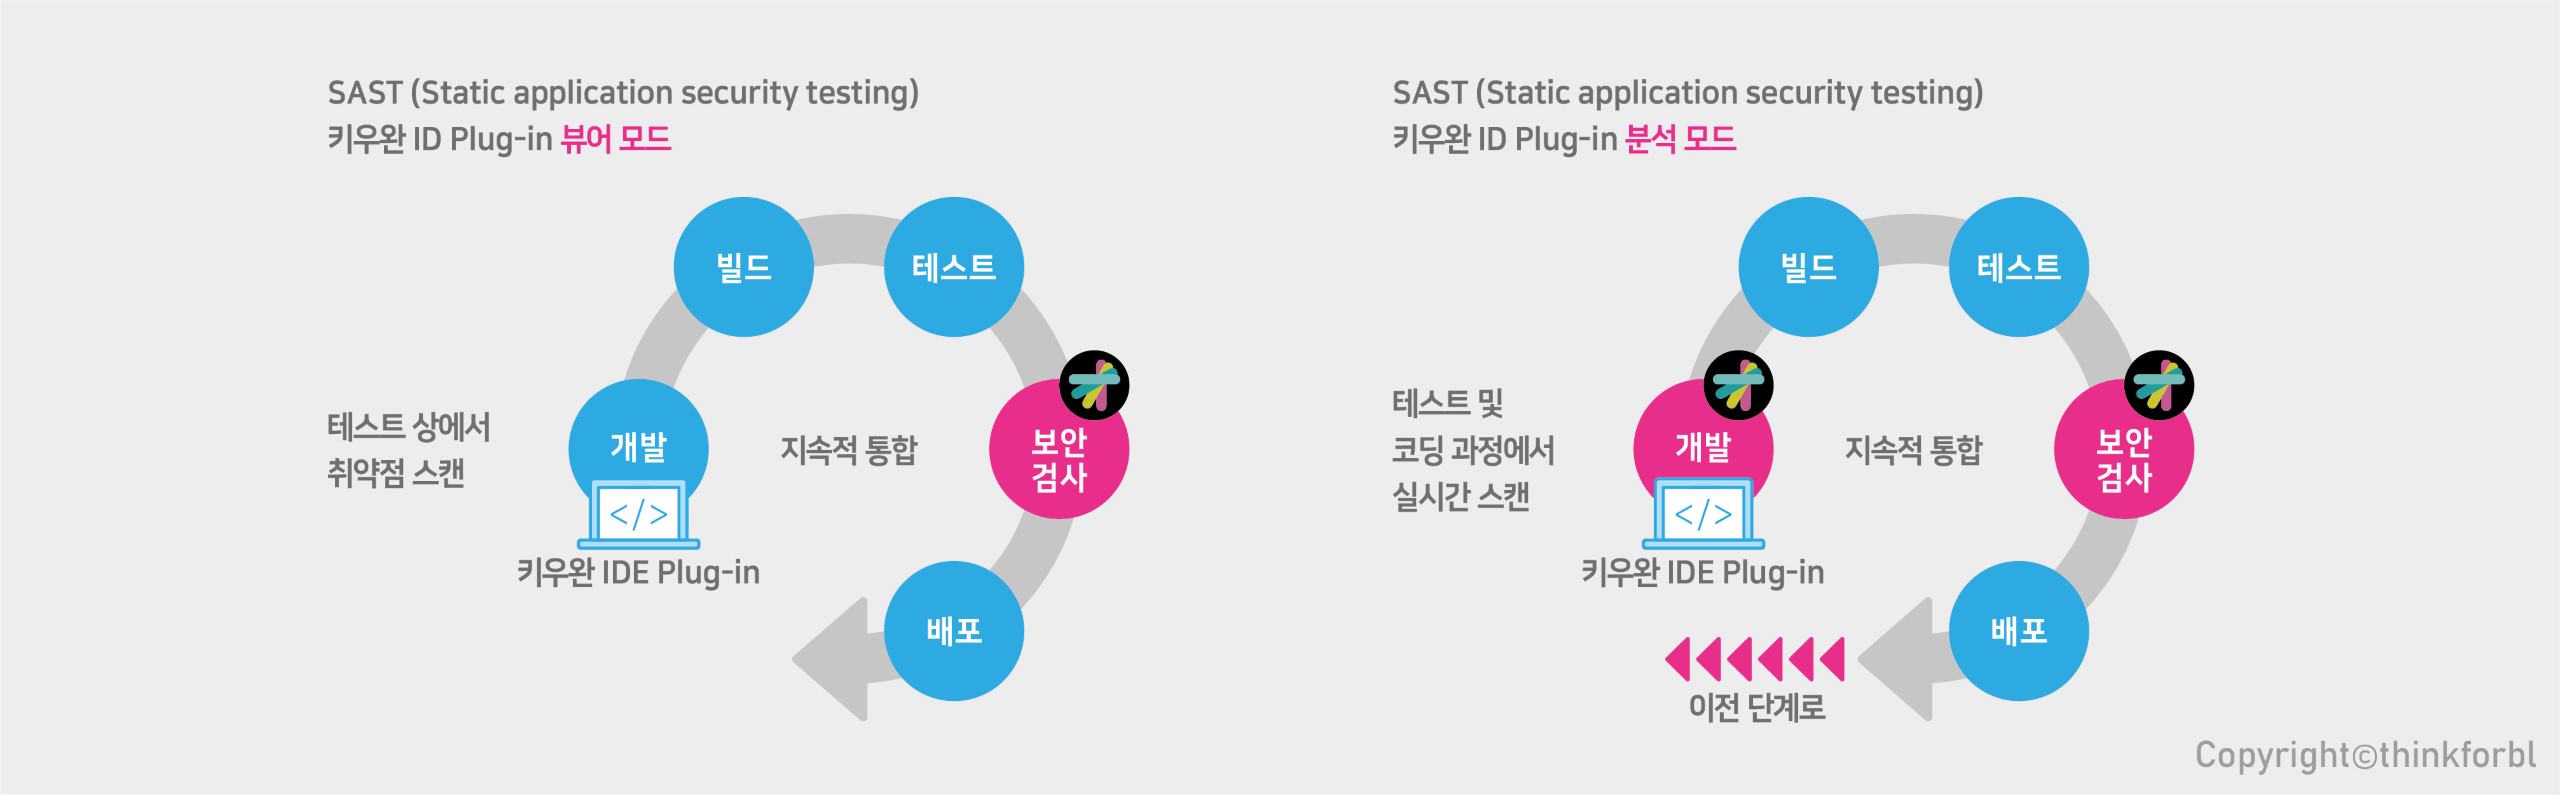 SAST (Static application security testing)
키우완 ID Plug-in 뷰어 모드
빌드
테스트
테스트 상에서
취약점 스캔
개발
지속적 통합
보안
검사
</>
키우완 IDE Plug-in
배포
SAST (Static application security testing)
키우완 ID Plug-in 분석 모드
빌드
테스트
테스트 및
코딩 과정에서
실시간 스캔
개발
지속적 통합
보안
검사
</>
키우완 IDE Plug-in
배포
이전 단계로
Copyright©thinkforbl